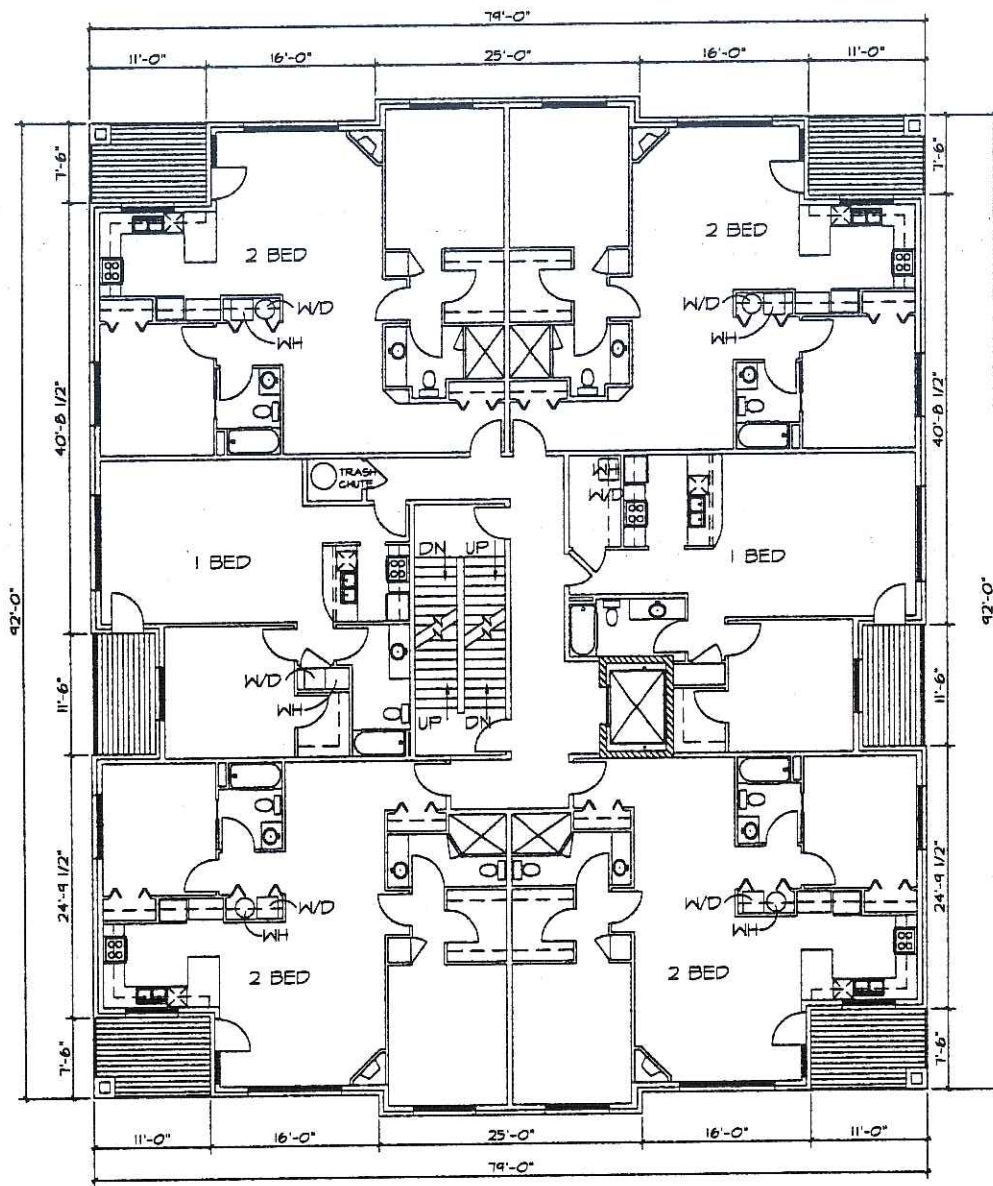 79'-0"
11'-0" 16'-0" 25'-0" 16'-0" 11'-0"
7'-6" 7'-6"
92'-0" 92'-0"
2 BED 2 BED
W/D W/D
WH WH
40'-8 1/2" 40'-8 1/2"
TRASH
CHUTE
WH
W/D
DN UP
1 BED 1 BED
11'-6" 11'-6"
W/D
WH
UP DN
24'-9 1/2" 24'-9 1/2"
W/D W/D
WH WH
2 BED 2 BED
7'-6" 7'-6"
11'-0" 16'-0" 25'-0" 16'-0" 11'-0"
79'-0"